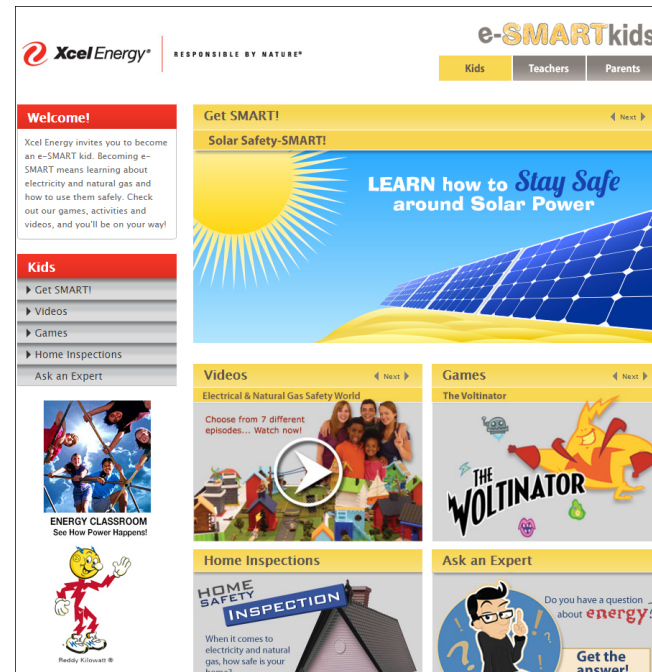 XcelEnergy®
RESPONSIBLE BY NATURE®
e-SMARTkids
Kids
Teachers
Parents
Welcome!
Xcel Energy invites you to become
an e-SMART kid. Becoming e-
SMART means learning about
electricity and natural gas and
how to use them safely. Check
out our games, activities and
videos, and you'll be on your way!
Kids
Get SMART!
Videos
Games
Home Inspections
Ask an Expert
ENERGY CLASSROOM
See How Power Happens!
Reddy Kilowatt ®
Get SMART!
Next
Solar Safety-SMART!
LEARN how to Stay Safe
around Solar Power
Videos
Next
Electrical & Natural Gas Safety World
Choose from 7 different
episodes... Watch now!
Games
Next
The Voltinator
THE
VOLTINATOR
Home Inspections
HOME
SAFETY
INSPECTION
When it comes to
electricity and natural
gas, how safe is your
home?
Ask an Expert
Do you have a question
about energy?
Get the
answer!